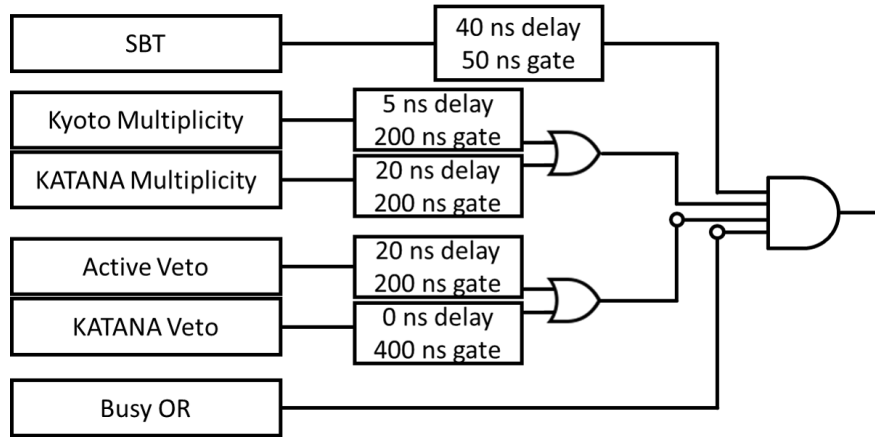 SBT
40 ns delay
50 ns gate
Kyoto Multiplicity
5 ns delay
200 ns gate
KATANA Multiplicity
20 ns delay
200 ns gate
Active Veto
20 ns delay
200 ns gate
KATANA Veto
0 ns delay
400 ns gate
Busy OR